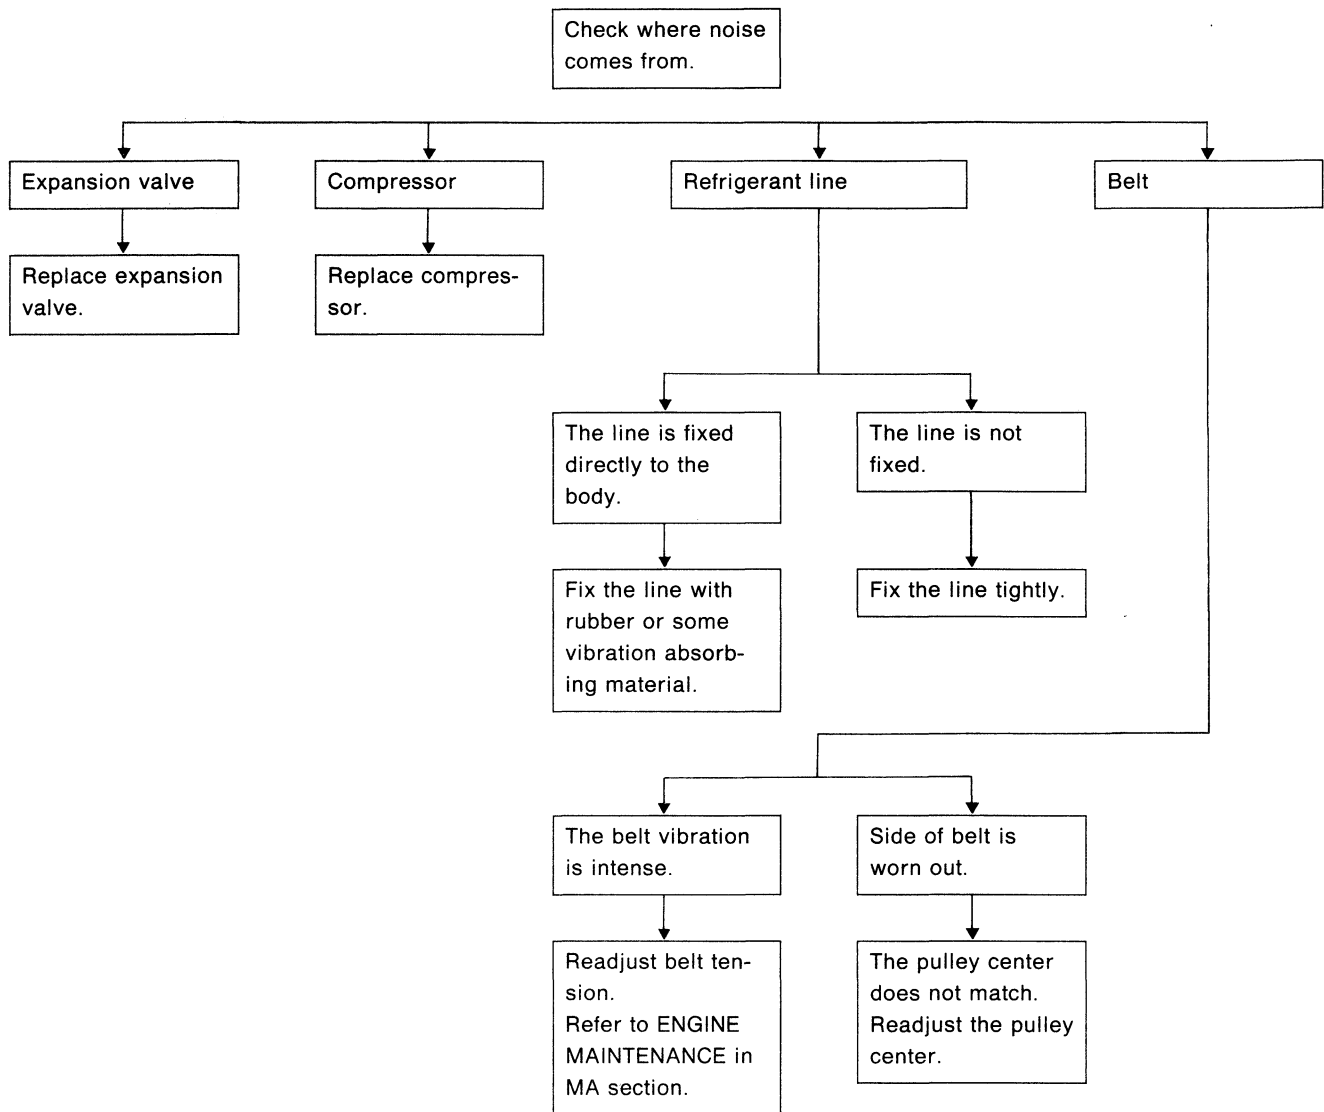 Check where noise
comes from.
Expansion valve
Compressor
Refrigerant line
Belt
Replace expansion
valve.
Replace compres-
sor.
The line is fixed
directly to the
body.
The line is not
fixed.
Fix the line with
rubber or some
vibration absorb-
ing material.
Fix the line tightly.
The belt vibration
is intense.
Side of belt is
worn out.
Readjust belt ten-
sion.
Refer to ENGINE
MAINTENANCE in
MA section.
The pulley center
does not match.
Readjust the pulley
center.